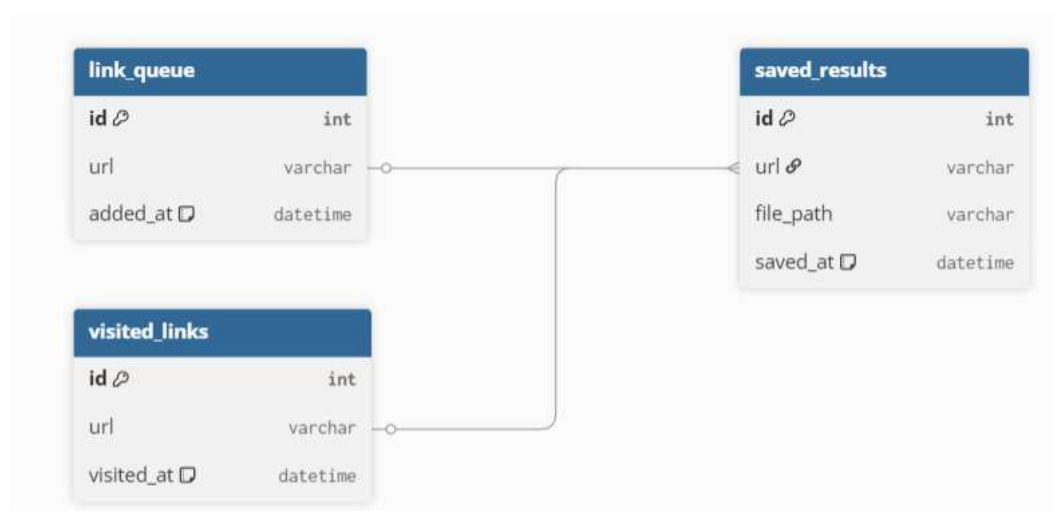 link_queue
id int
url varchar
added_at datetime
visited_links
id int
url varchar
visited_at datetime
saved_results
id int
url varchar
file_path varchar
saved_at datetime